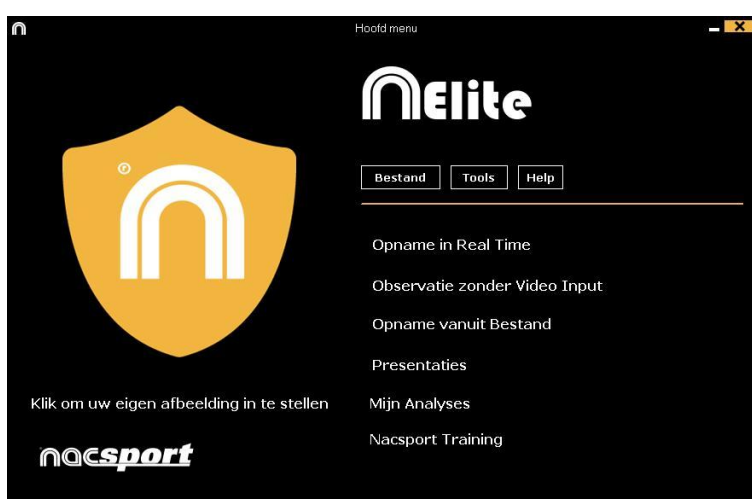 Hoofd menu
nElite
Bestand Tools Help
Opname in Real Time
Observatie zonder Video Input
Opname vanuit Bestand
Presentaties
Klik om uw eigen afbeelding in te stellen
Mijn Analyses
Nacsport Training
nacsport